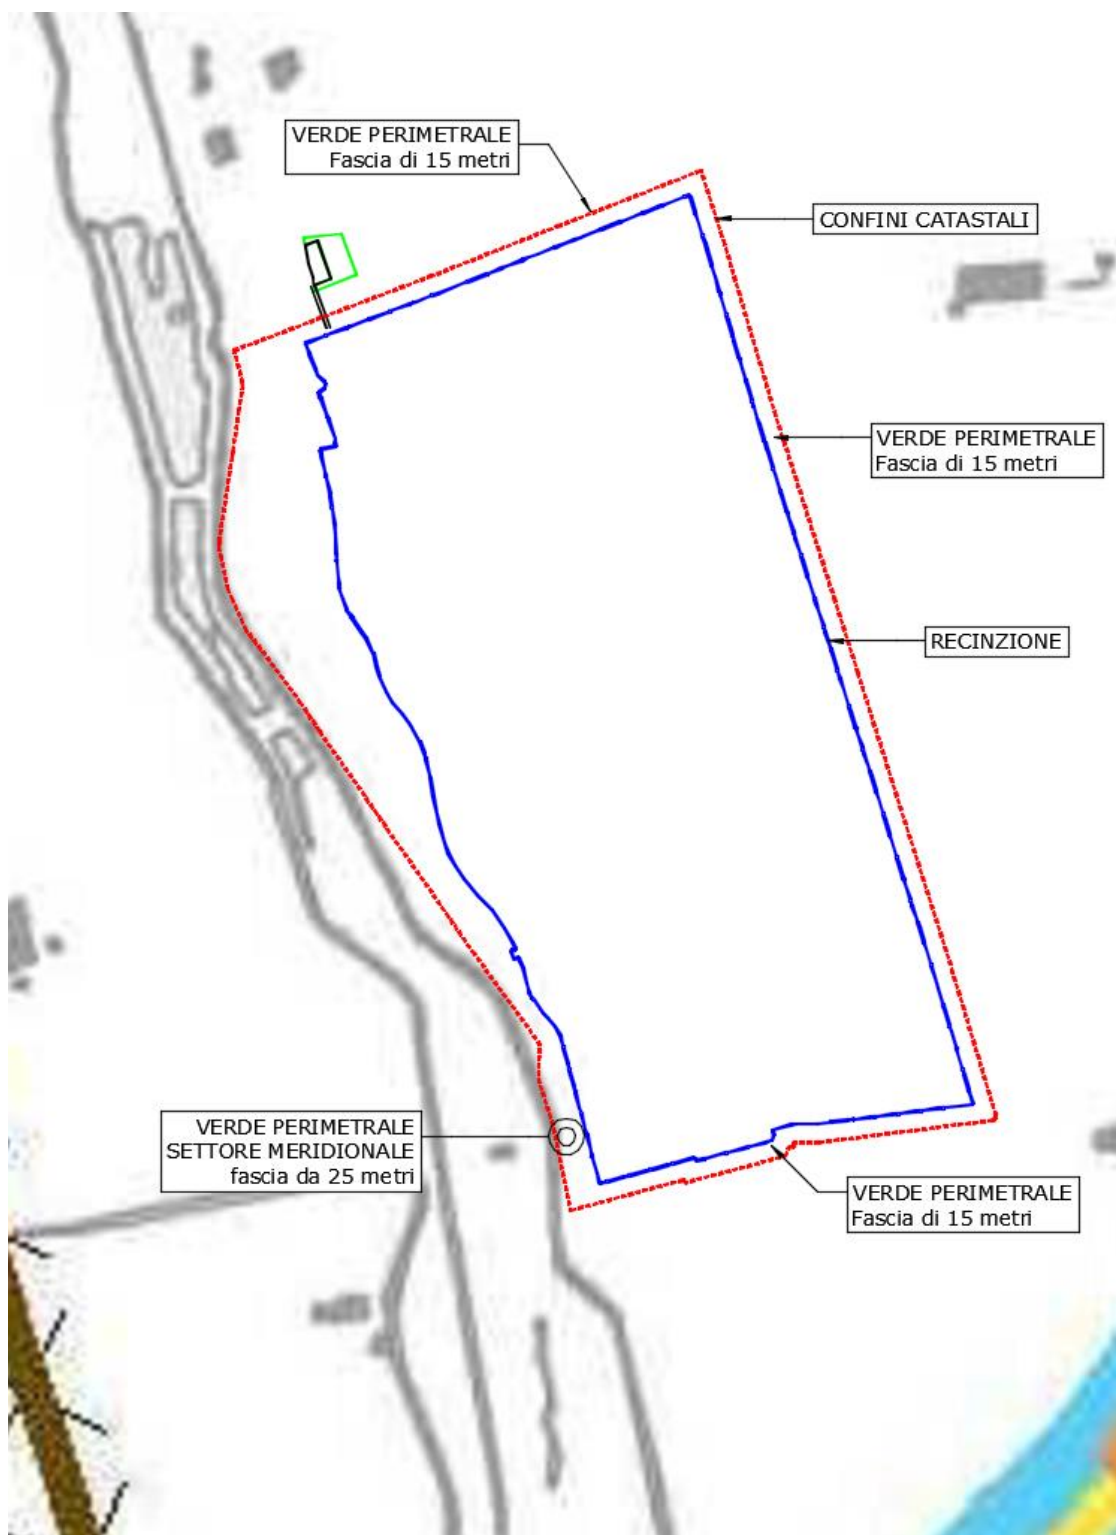 VERDE PERIMETRALE
Fascia di 15 metri
CONFINI CATASTALI
VERDE PERIMETRALE
Fascia di 15 metri
RECINZIONE
VERDE PERIMETRALE
SETTORE MERIDIONALE
fascia da 25 metri
VERDE PERIMETRALE
Fascia di 15 metri